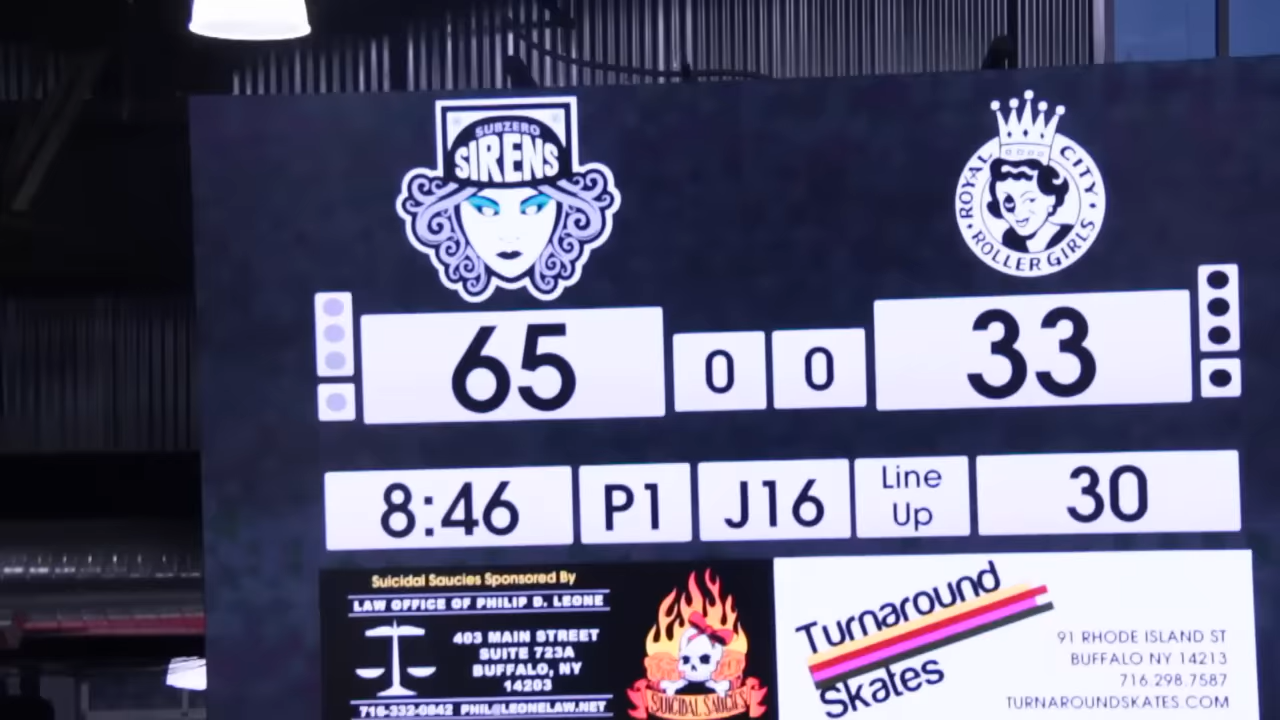 SUBZERO
SIRENS
ROYAL CITY
ROLLER GIRLS
65
0
0
33
8:46
P1
J16
Line
Up
30
Suicidal Saucies Sponsored By
LAW OFFICE OF PHILIP D. LEONE
403 MAIN STREET
SUITE 723A
BUFFALO, NY
14203
716-332-0842 PHIL@LEONELAW.NET
SUICIDAL SAUCIES
Turnaround
Skates
91 RHODE ISLAND ST
BUFFALO NY 14213
716.298.7587
TURNAROUNDSKATES.COM